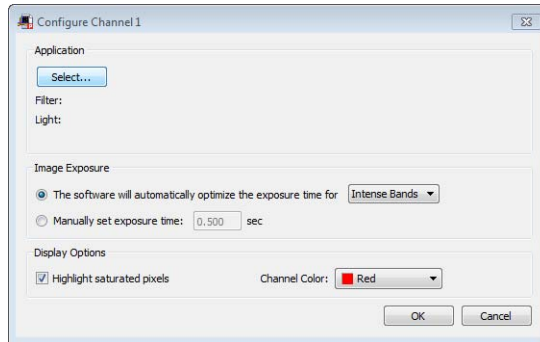 Configure Channel 1
Application
Select...
Filter:
Light:
Image Exposure
The software will automatically optimize the exposure time for Intense Bands
Manually set exposure time: 0.500 sec
Display Options
Highlight saturated pixels Channel Color: Red
OK Cancel